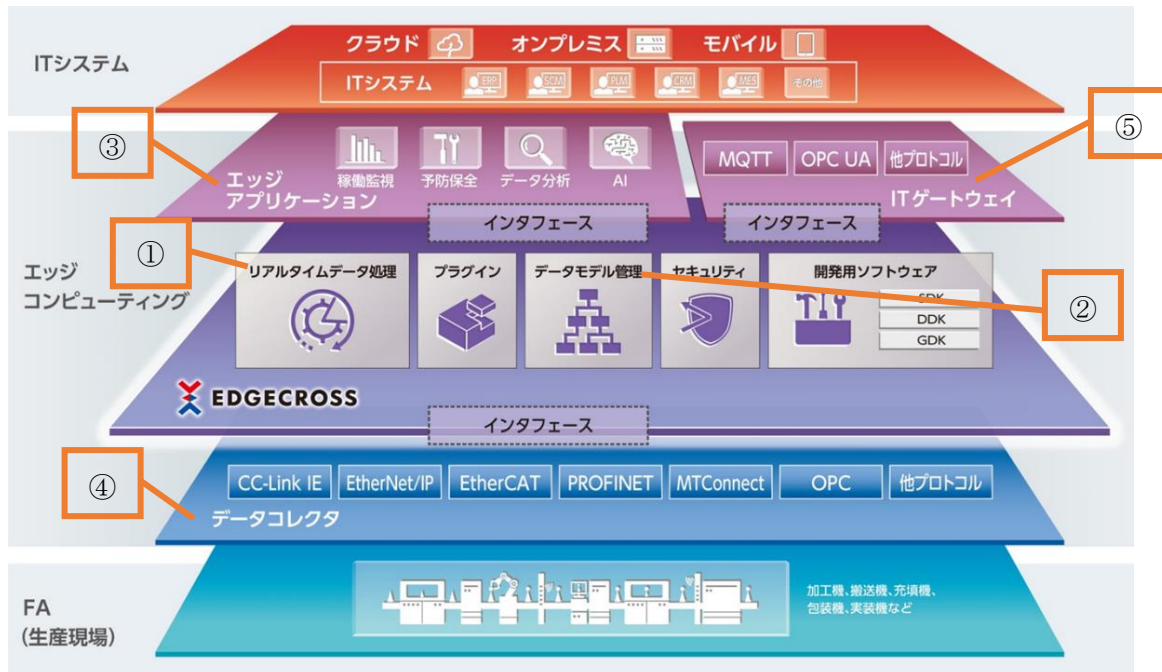 ITシステム
クラウド
オンプレミス
モバイル
ITシステム
ERP
SCM
PLM
CRM
MES
その他
③
⑤
稼働監視
予防保全
データ分析
AI
エッジ
アプリケーション
MQTT
OPC UA
他プロトコル
ITゲートウェイ
インタフェース
インタフェース
エッジ
コンピューティング
①
リアルタイムデータ処理
プラグイン
データモデル管理
セキュリティ
開発用ソフトウェア
SDK
DDK
GDK
②
EDGECROSS
インタフェース
④
CC-Link IE
EtherNet/IP
EtherCAT
PROFINET
MTConnect
OPC
他プロトコル
データコレクタ
FA
(生産現場)
加工機、搬送機、充填機、
包装機、実装機など